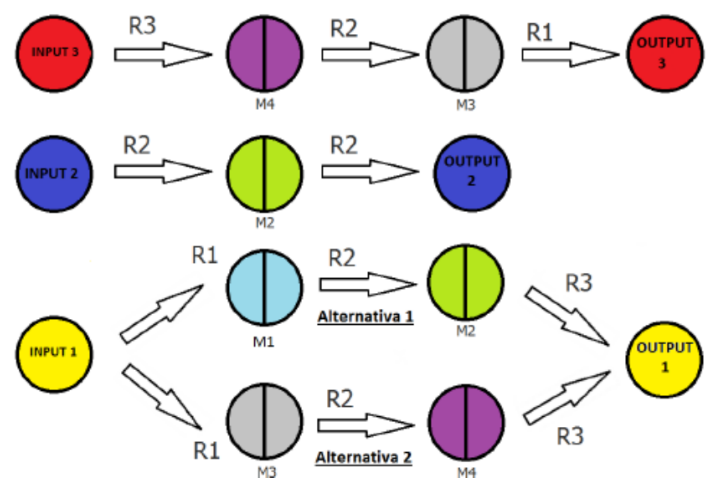 R3
R2
R1
INPUT 3
OUTPUT
3
M4
M3
R2
R2
INPUT 2
OUTPUT
2
M2
R1
R2
R3
Alternativa 1
M1
M2
INPUT 1
OUTPUT
1
R1
R2
R3
Alternativa 2
M3
M4